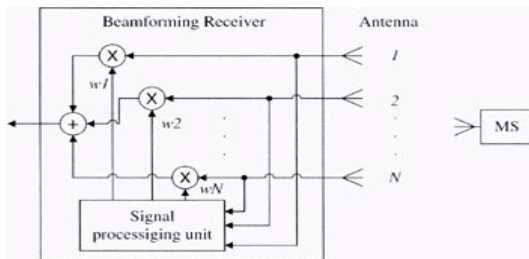 Beamforming Receiver
Antenna
X
1
w1
X
2
+
w2
MS
X
N
wN
Signal
processiging unit